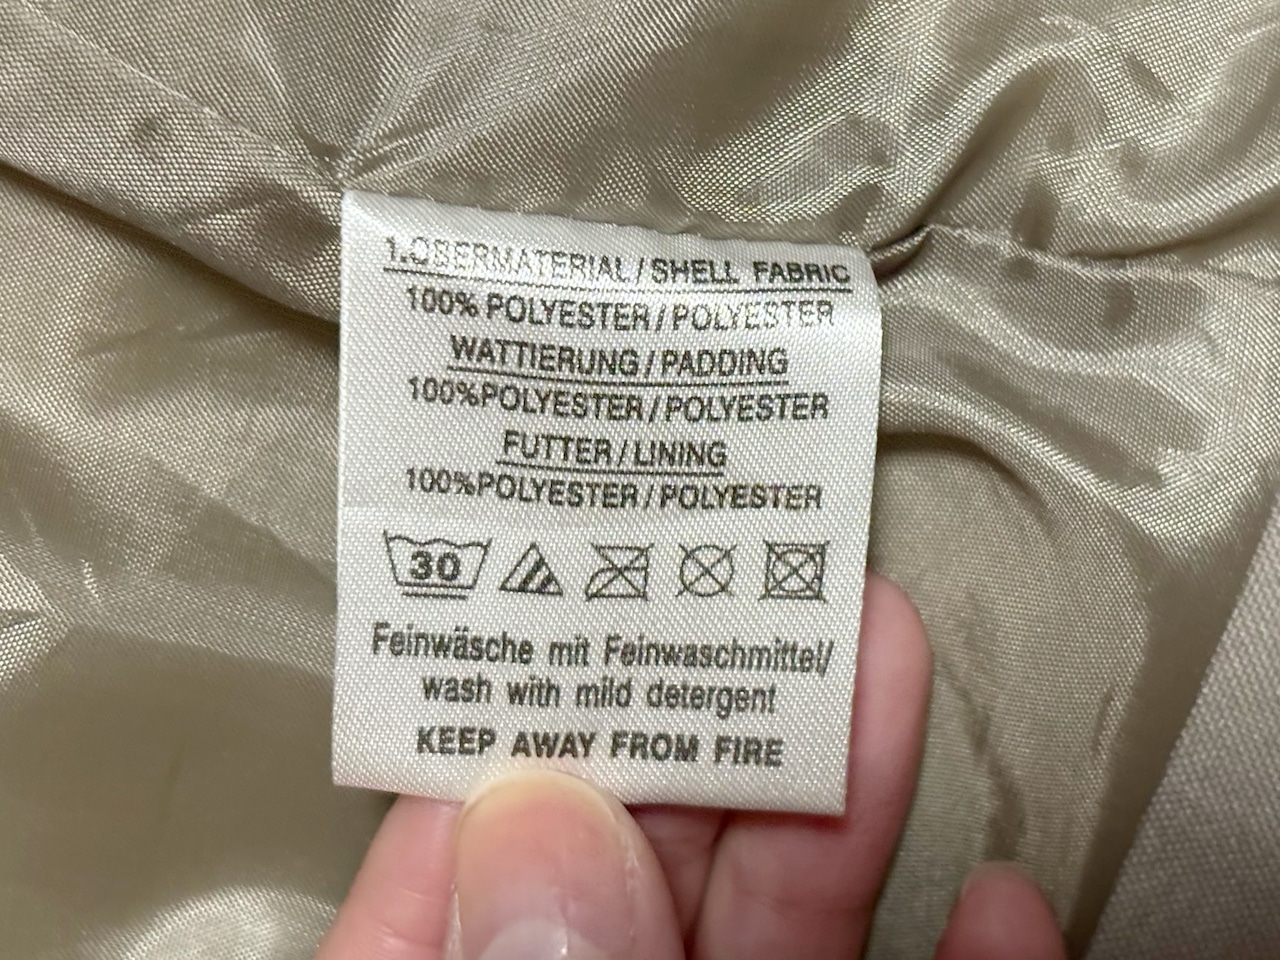 1.OBERMATERIAL/SHELL FABRIC
100% POLYESTER/POLYESTER
WATTIERUNG/PADDING
100%POLYESTER/POLYESTER
FUTTER/LINING
100%POLYESTER/POLYESTER
30
Feinwäsche mit Feinwaschmittel/
wash with mild detergent
KEEP AWAY FROM FIRE